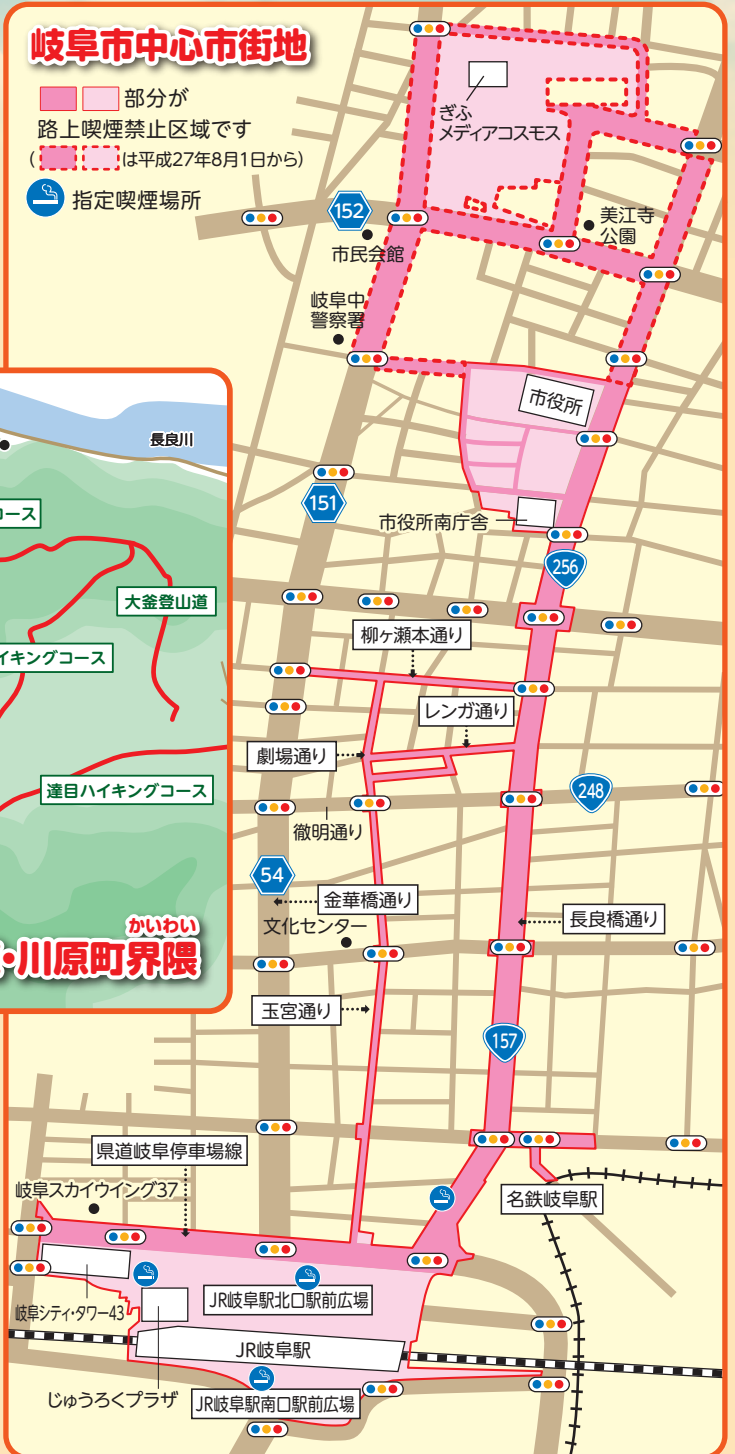 岐阜市中心市街地
部分が
路上喫煙禁止区域です
(は平成27年8月1日から)
指定喫煙場所
ぎふ
メディアコスモス
152
市民会館
美江寺
公園
岐阜中
警察署
市役所
長良川
コース
151
市役所南庁舎
256
大釜登山道
柳ヶ瀬本通り
イキングコース
レンガ通り
劇場通り
達目ハイキングコース
248
徹明通り
54
金華橋通り
文化センター
長良橋通り
かいわい
・川原町界隈
玉宮通り
157
県道岐阜停車場線
岐阜スカイウイング37
名鉄岐阜駅
岐阜シティ・タワー43
JR岐阜駅北口駅前広場
JR岐阜駅
じゅうろくプラザ
JR岐阜駅南口駅前広場